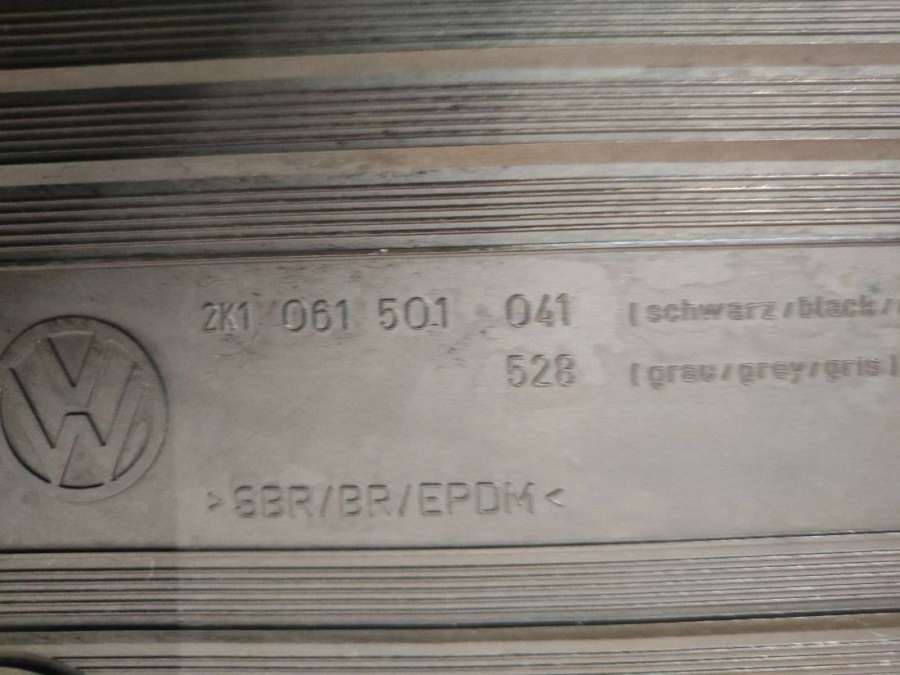 2K1 061 501 041 (schwarz/black/
528 (grau/grey/gris)
>SBR/BR/EPDM<